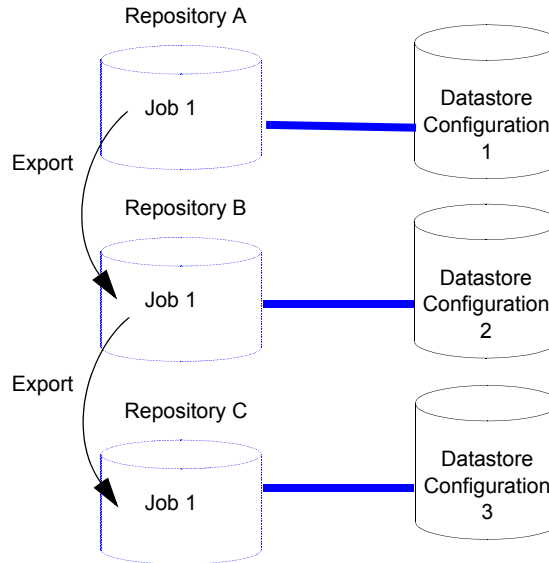 Repository A
Job 1
Datastore
Configuration
1
Export
Repository B
Job 1
Datastore
Configuration
2
Export
Repository C
Job 1
Datastore
Configuration
3